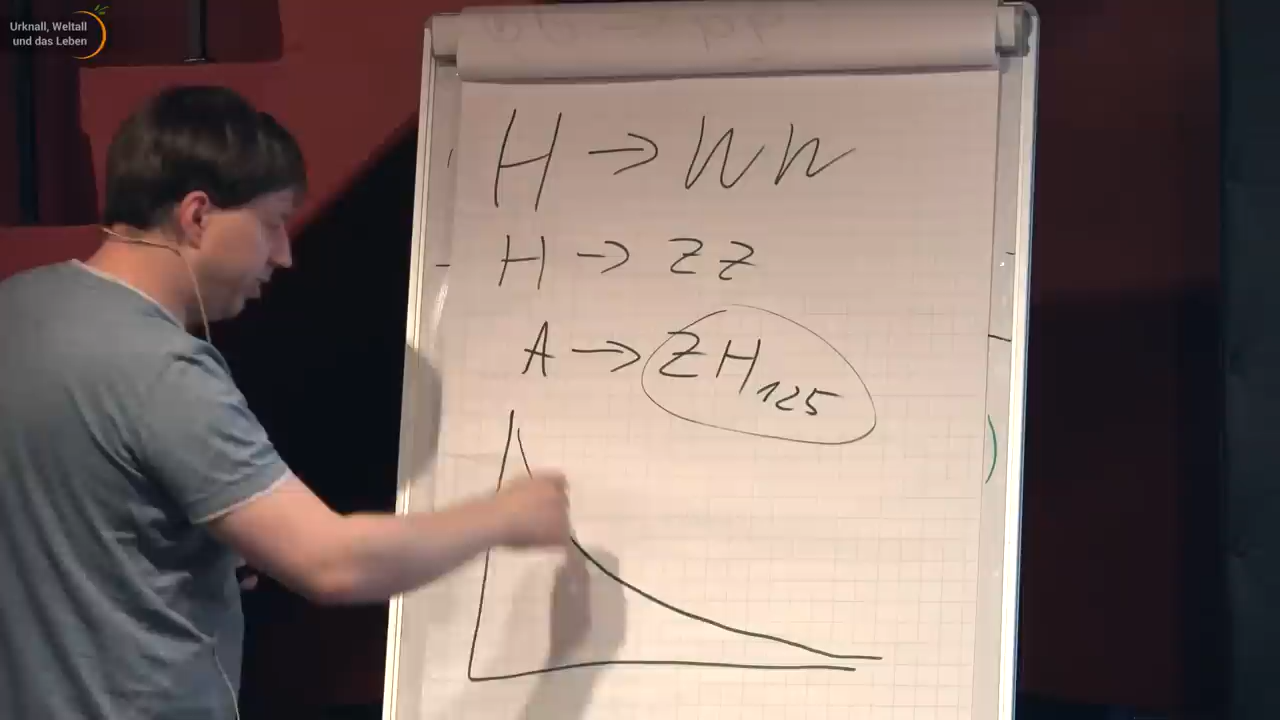 Urknall, Weltall
und das Leben
H → WW
H → ZZ
A → ZH₁₂₅